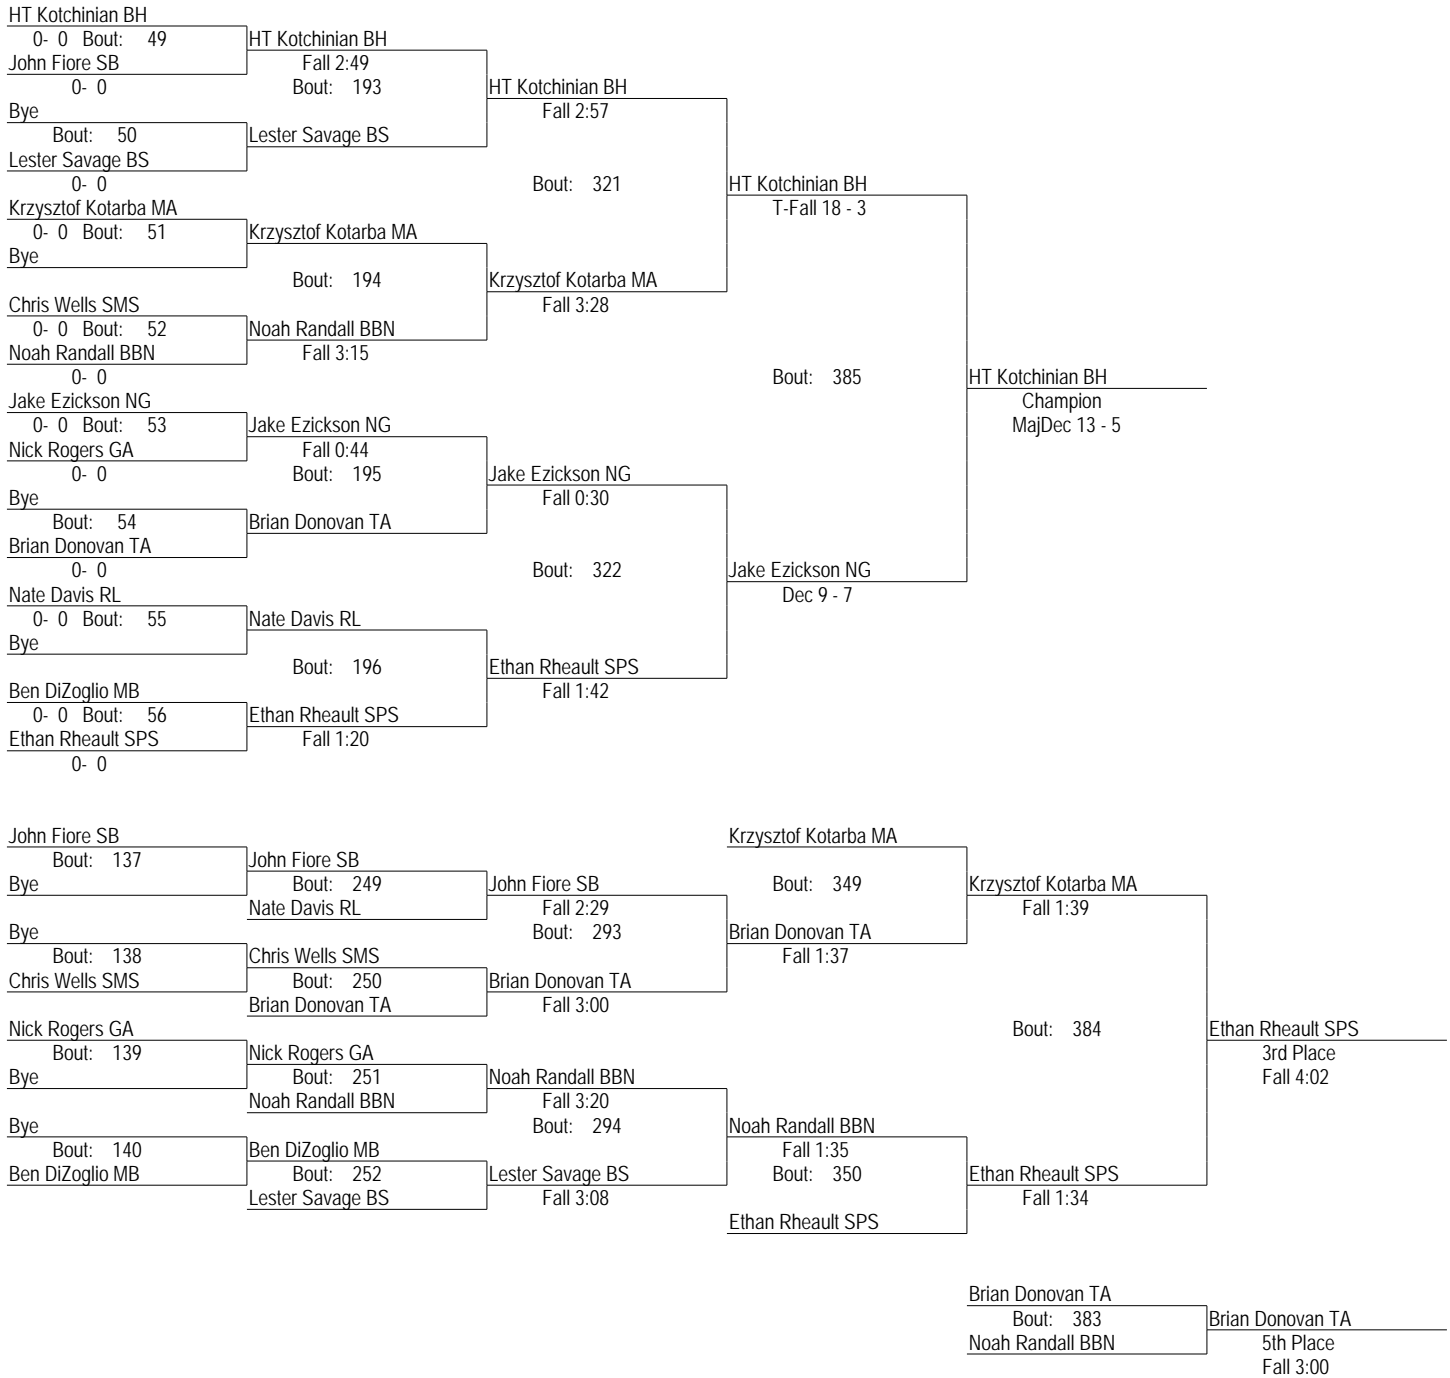 HT Kotchinian BH
0- 0 Bout: 49 HT Kotchinian BH
John Fiore SB Fall 2:49
0- 0 Bout: 193 HT Kotchinian BH
Bye Fall 2:57
Bout: 50 Lester Savage BS
Lester Savage BS
0- 0 Bout: 321 HT Kotchinian BH
Krzysztof Kotarba MA T-Fall 18 - 3
0- 0 Bout: 51 Krzysztof Kotarba MA
Bye
Bout: 194 Krzysztof Kotarba MA
Chris Wells SMS Fall 3:28
0- 0 Bout: 52 Noah Randall BBN
Noah Randall BBN Fall 3:15
0- 0 Bout: 385 HT Kotchinian BH
Jake Ezickson NG Champion
0- 0 Bout: 53 Jake Ezickson NG MajDec 13 - 5
Nick Rogers GA Fall 0:44
0- 0 Bout: 195 Jake Ezickson NG
Bye Fall 0:30
Bout: 54 Brian Donovan TA
Brian Donovan TA
0- 0 Bout: 322 Jake Ezickson NG
Nate Davis RL Dec 9 - 7
0- 0 Bout: 55 Nate Davis RL
Bye
Bout: 196 Ethan Rheault SPS
Ben DiZoglio MB Fall 1:42
0- 0 Bout: 56 Ethan Rheault SPS
Ethan Rheault SPS Fall 1:20
0- 0
John Fiore SB Krzysztof Kotarba MA
Bout: 137 John Fiore SB
Bye Bout: 249 John Fiore SB Bout: 349 Krzysztof Kotarba MA
Nate Davis RL Fall 2:29 Fall 1:39
Bye Bout: 293 Brian Donovan TA
Bout: 138 Chris Wells SMS Fall 1:37
Chris Wells SMS Bout: 250 Brian Donovan TA
Brian Donovan TA Fall 3:00
Nick Rogers GA Bout: 384 Ethan Rheault SPS
Bout: 139 Nick Rogers GA 3rd Place
Bye Bout: 251 Noah Randall BBN Fall 4:02
Noah Randall BBN Fall 3:20
Bye Bout: 294 Noah Randall BBN
Bout: 140 Ben DiZoglio MB Fall 1:35
Ben DiZoglio MB Bout: 252 Lester Savage BS Bout: 350 Ethan Rheault SPS
Lester Savage BS Fall 3:08 Fall 1:34
Ethan Rheault SPS
Brian Donovan TA
Bout: 383 Brian Donovan TA
Noah Randall BBN 5th Place
Fall 3:00